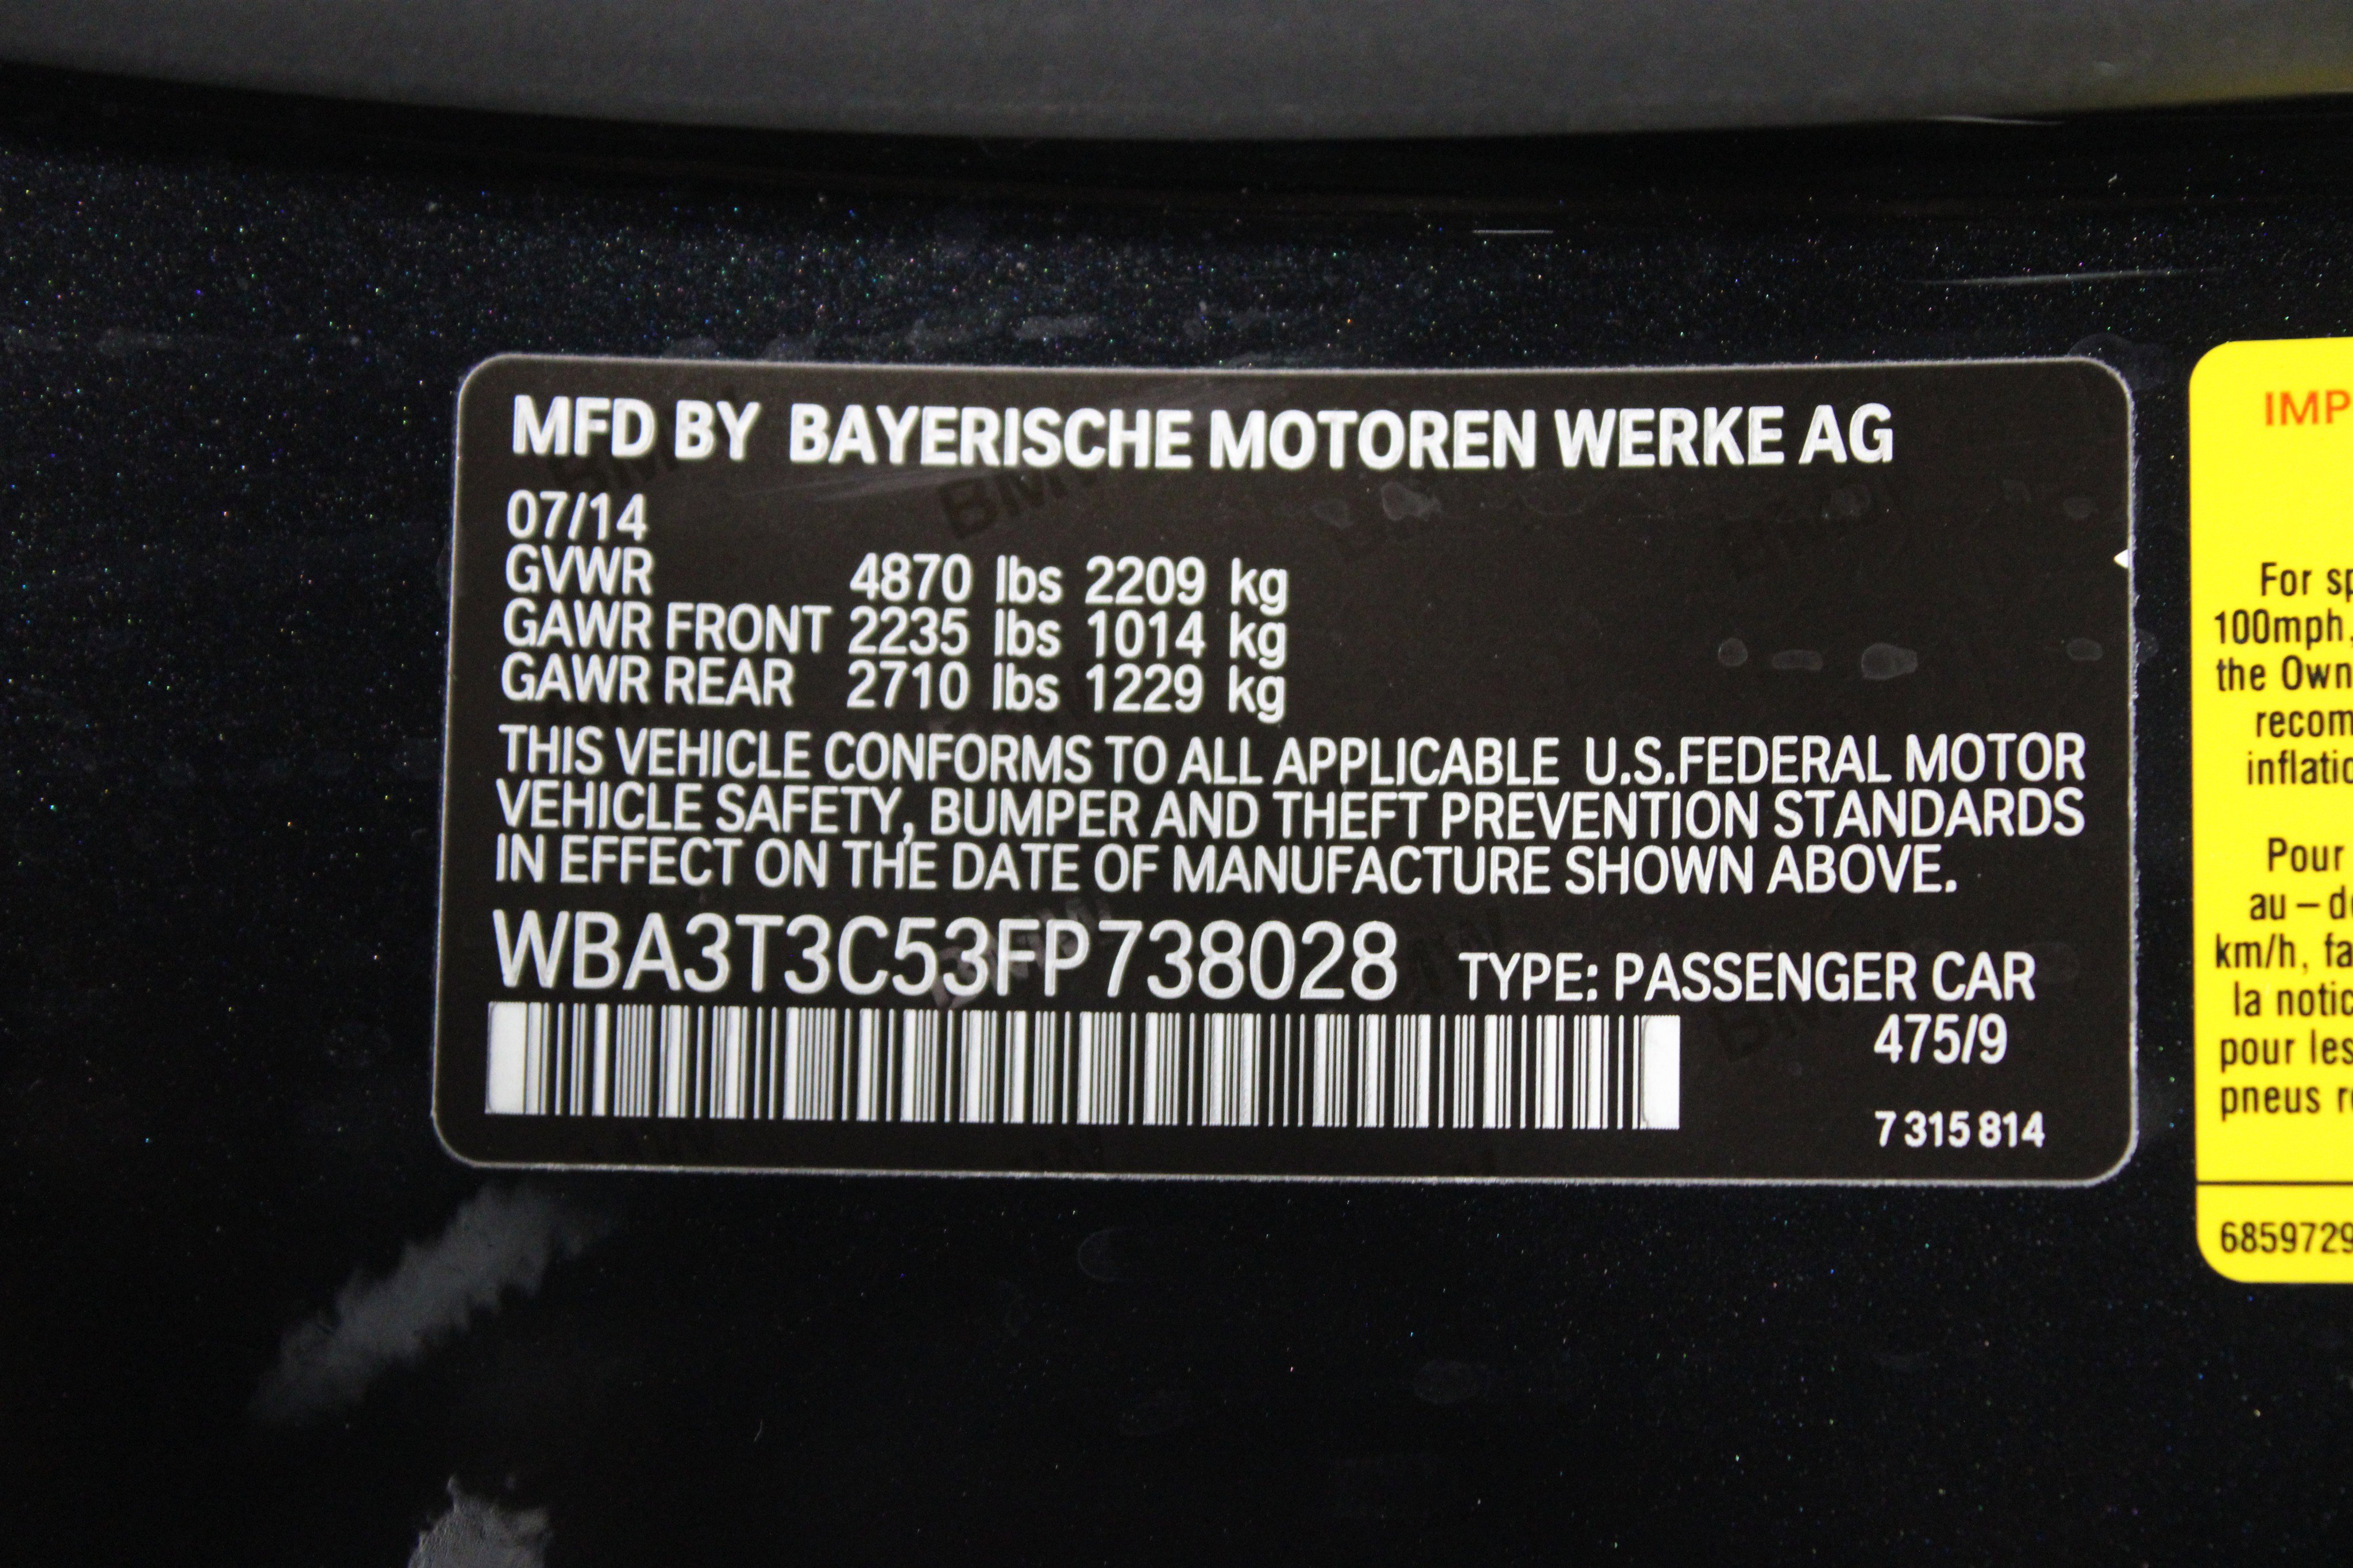 MFD BY BAYERISCHE MOTOREN WERKE AG
07/14
GVWR 4870 lbs 2209 kg
GAWR FRONT 2235 lbs 1014 kg
GAWR REAR 2710 lbs 1229 kg
THIS VEHICLE CONFORMS TO ALL APPLICABLE U.S.FEDERAL MOTOR
VEHICLE SAFETY, BUMPER AND THEFT PREVENTION STANDARDS
IN EFFECT ON THE DATE OF MANUFACTURE SHOWN ABOVE.
WBA3T3C53FP738028 TYPE: PASSENGER CAR
475/9
7 315 814
IMP
For sp
100mph,
the Own
recom
inflatio
Pour
au – de
km/h, fa
la notic
pour les
pneus re
6859729